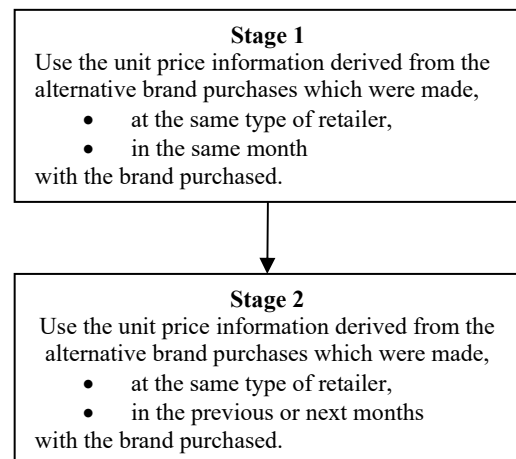 Stage 1
Use the unit price information derived from the
alternative brand purchases which were made,
• at the same type of retailer,
• in the same month
with the brand purchased.
Stage 2
Use the unit price information derived from the
alternative brand purchases which were made,
• at the same type of retailer,
• in the previous or next months
with the brand purchased.